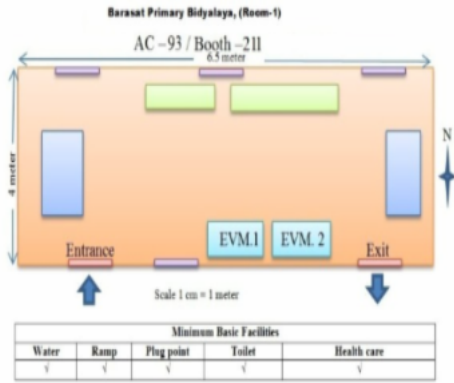 Barasat Primary Bidyalaya, (Room-1)
AC –93 / Booth –211
6.5 meter
4 meter
N
EVM.1 EVM. 2
Entrance Exit
Scale 1 cm = 1 meter
Minimum Basic Facilities
Water Ramp Plug point Toilet Health care
√ √ √ √ √